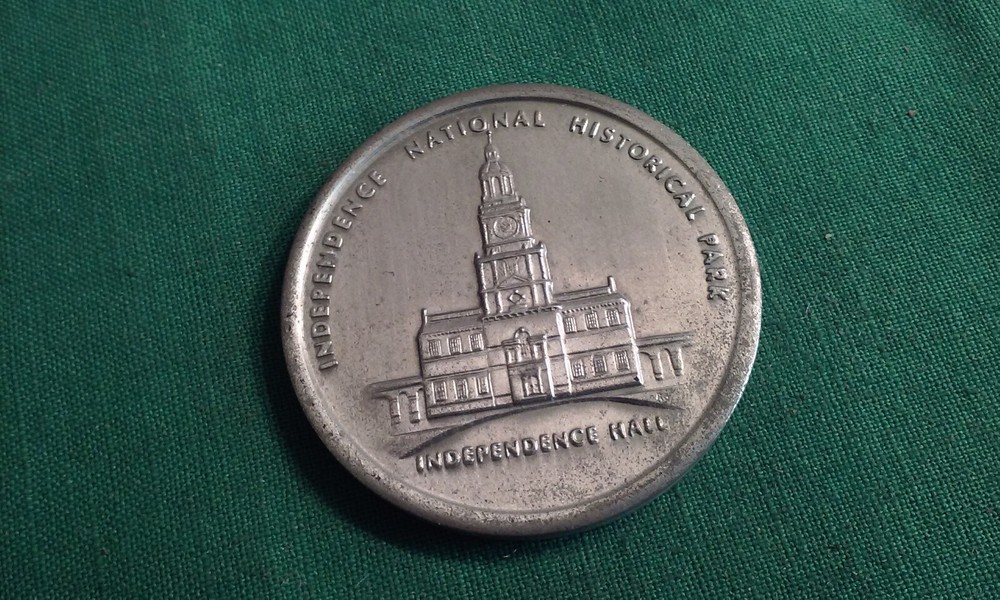 INDEPENDENCE NATIONAL HISTORICAL PARK
INDEPENDENCE HALL